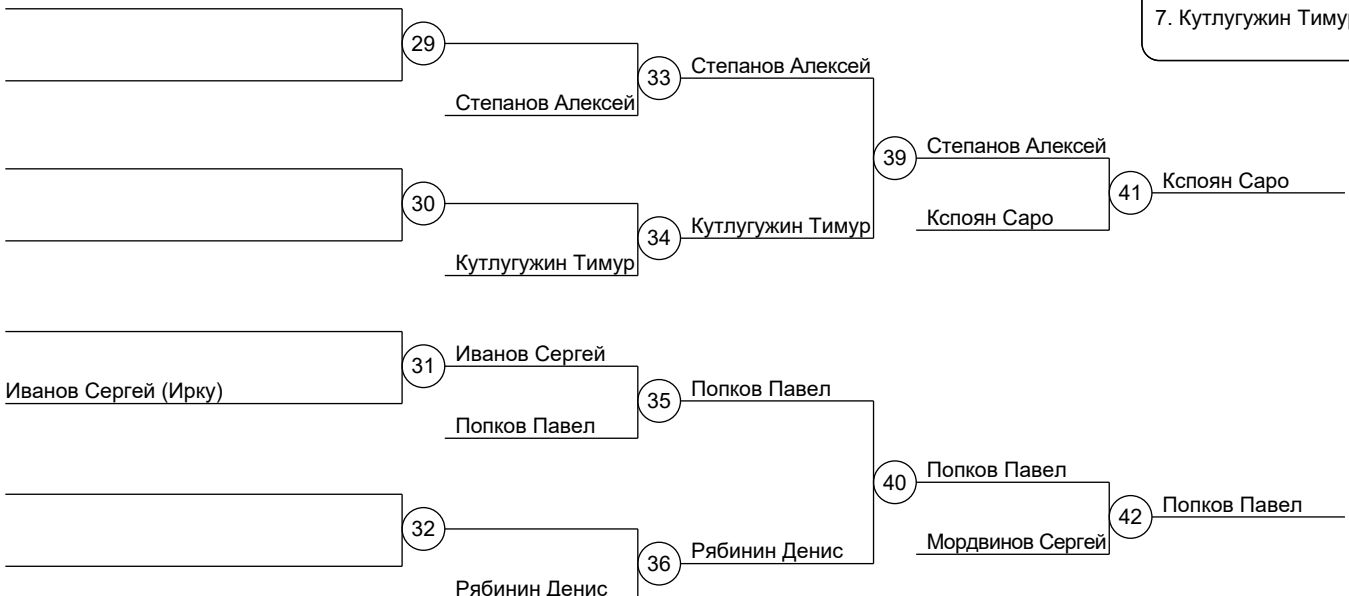 7. Кутлугужин Тимур
29
33
Степанов Алексей
Степанов Алексей
39
Степанов Алексей
41
Кспоян Саро
30
34
Кутлугужин Тимур
Кспоян Саро
Кутлугужин Тимур
31
Иванов Сергей
Иванов Сергей (Ирку)
35
Попков Павел
Попков Павел
40
Попков Павел
42
Попков Павел
32
36
Рябинин Денис
Мордвинов Сергей
Рябинин Денис